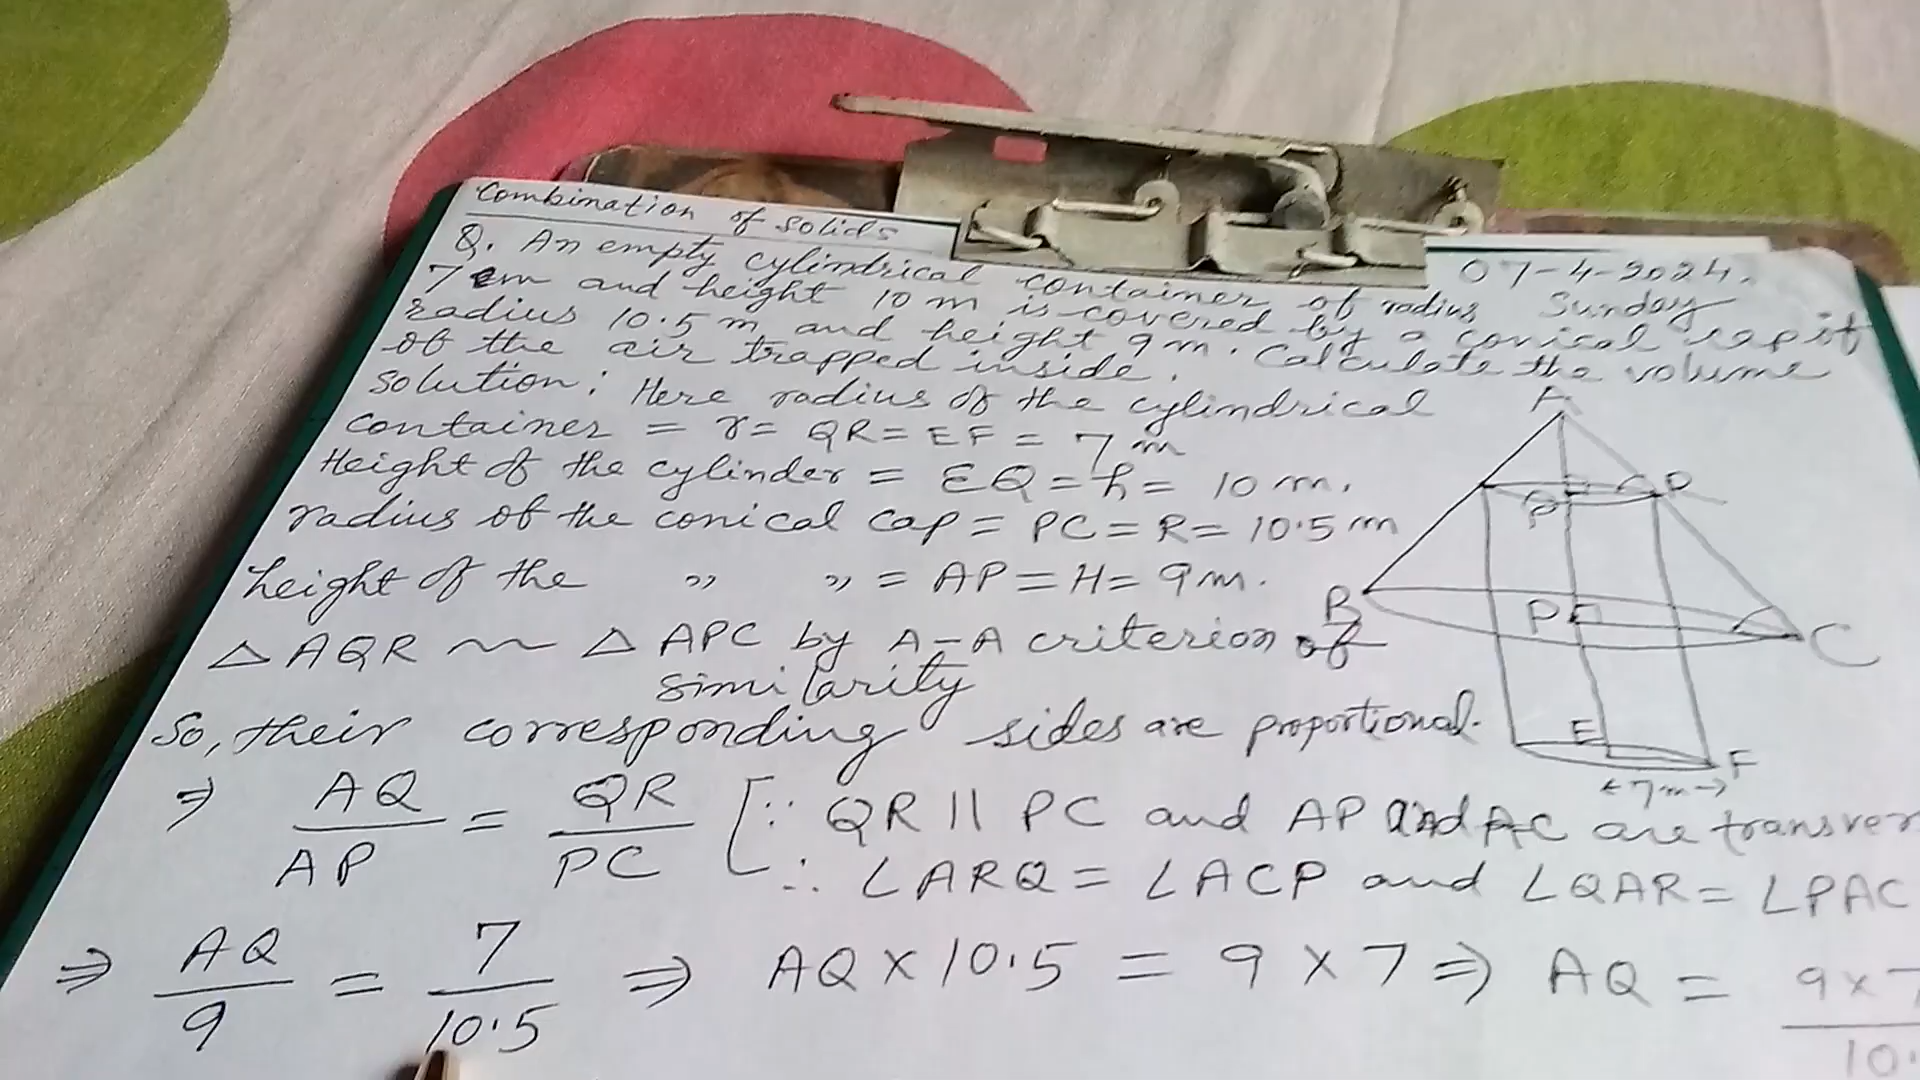 Combination of solids
07-4-2024.
Sunday
Q. An empty cylindrical container of radius
7 m and height 10 m is covered by a conical cap of
radius 10.5 m and height 9 m. Calculate the volume
of the air trapped inside.
Solution: Here radius of the cylindrical
container = r = QR = EF = 7 m
Height of the cylinder = EQ = h = 10 m.
radius of the conical cap = PC = R = 10.5 m
height of the " " = AP = H = 9 m.
△ AQR ~ △ APC by A-A criterion of
similarity
So, their corresponding sides are proportional.
⇒ AQ/AP = QR/PC [∵ QR || PC and AP and AC are transver
∴ ∠ARQ = ∠ACP and ∠QAR = ∠PAC
⇒ AQ/9 = 7/10.5 ⇒ AQ × 10.5 = 9 × 7 ⇒ AQ = 9 × 7/10.
A
B
P
C
E
F
←7m→